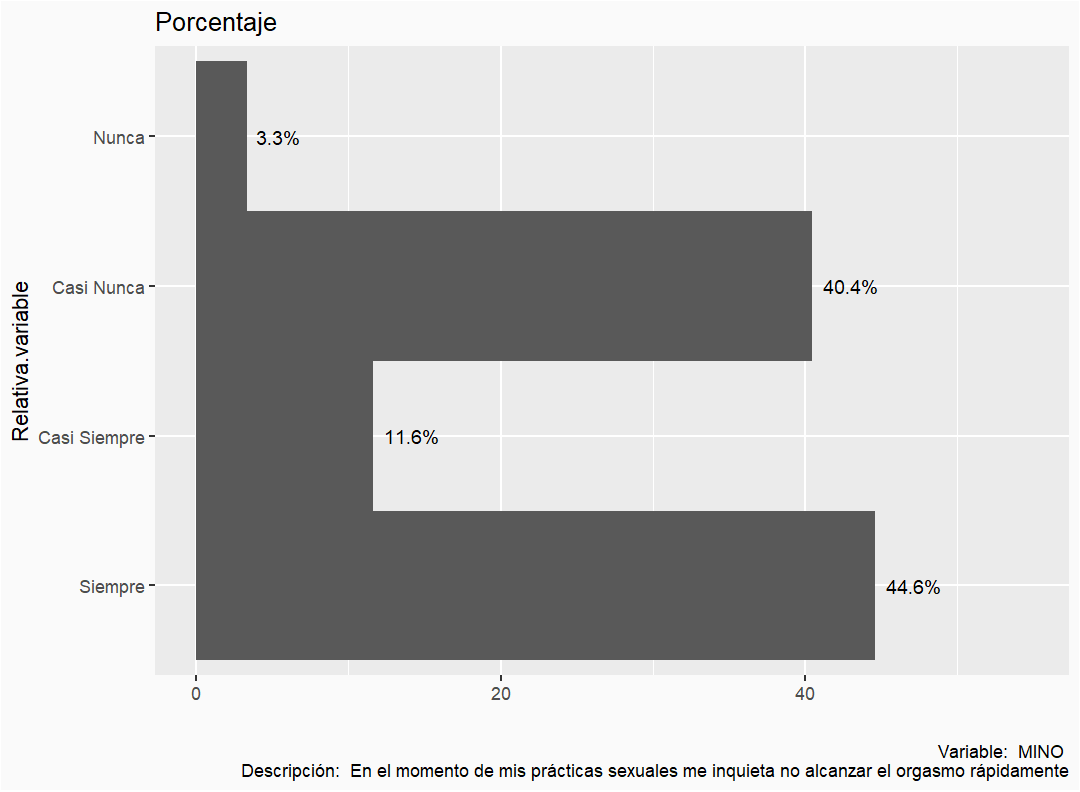 Porcentaje
Relativa.variable
Nunca
3.3%
Casi Nunca
40.4%
Casi Siempre
11.6%
Siempre
44.6%
0
20
40
Variable:  MINO
Descripción:  En el momento de mis prácticas sexuales me inquieta no alcanzar el orgasmo rápidamente